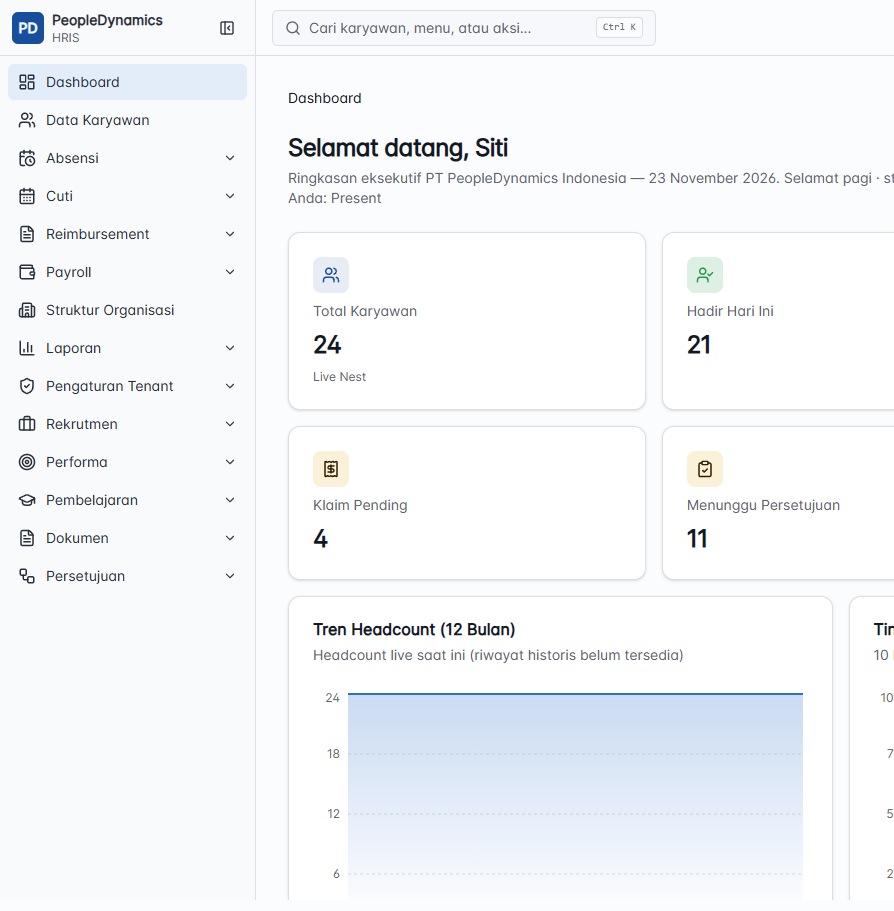 PD
PeopleDynamics
HRIS
Cari karyawan, menu, atau aksi...
Ctrl K
Dashboard
Data Karyawan
Absensi
Cuti
Reimbursement
Payroll
Struktur Organisasi
Laporan
Pengaturan Tenant
Rekrutmen
Performa
Pembelajaran
Dokumen
Persetujuan
Dashboard
Selamat datang, Siti
Ringkasan eksekutif PT PeopleDynamics Indonesia — 23 November 2026. Selamat pagi · st
Anda: Present
Total Karyawan
24
Live Nest
Hadir Hari Ini
21
Klaim Pending
4
Menunggu Persetujuan
11
Tren Headcount (12 Bulan)
Headcount live saat ini (riwayat historis belum tersedia)
24
18
12
6
10
10
7
5
2